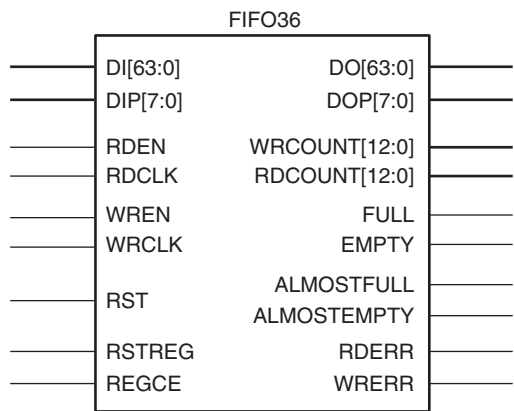 FIFO36
DI[63:0] DO[63:0]
DIP[7:0] DOP[7:0]
RDEN WRCOUNT[12:0]
RDCLK RDCOUNT[12:0]
WREN FULL
WRCLK EMPTY
ALMOSTFULL
RST
ALMOSTEMPTY
RSTREG RDERR
REGCE WRERR